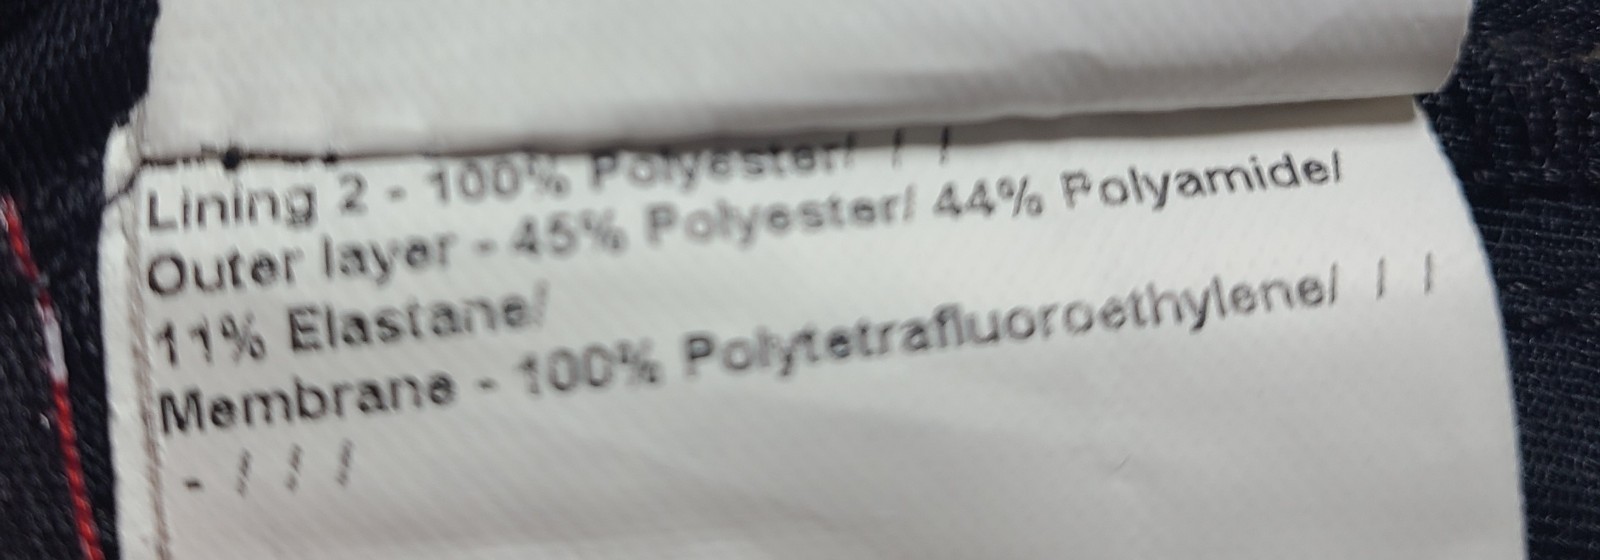 Lining 2 - 100% Polyester/ / /
Outer layer - 45% Polyester/ 44% Polyamide/
11% Elastane/
Membrane - 100% Polytetrafluoroethylene/ / /
- / / /